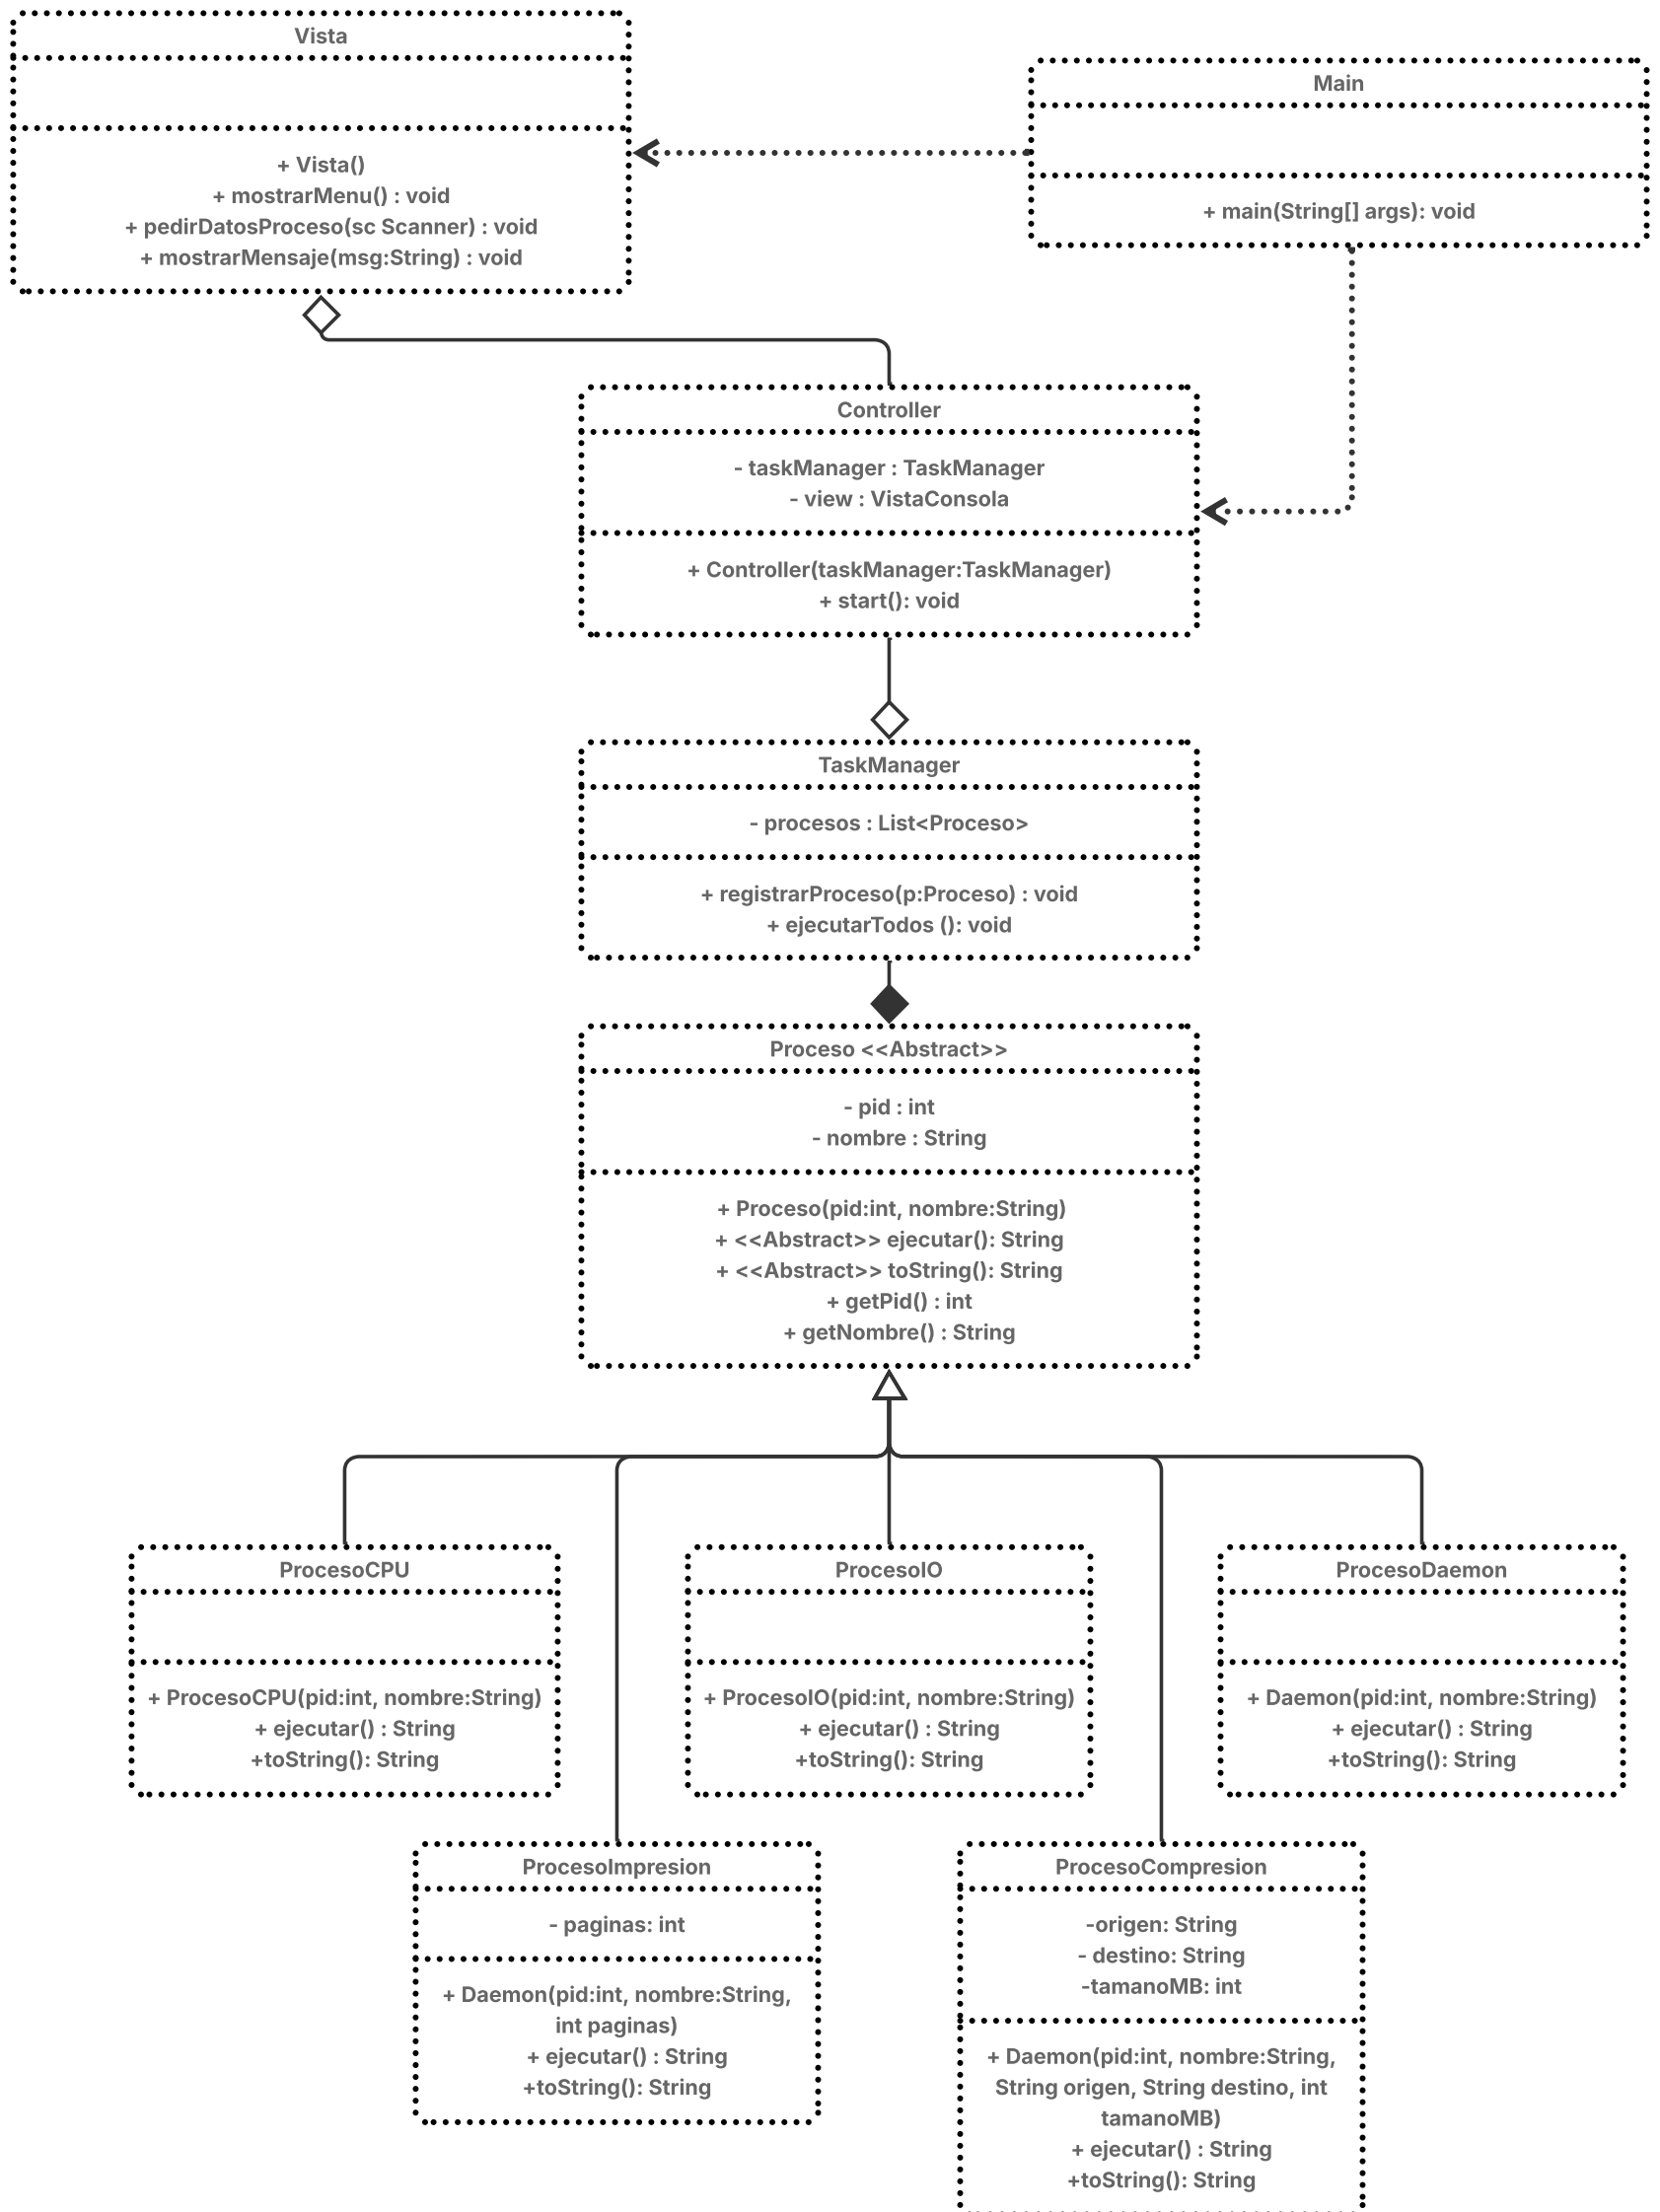 Vista
+ Vista()
+ mostrarMenu() : void
+ pedirDatosProceso(sc Scanner) : void
+ mostrarMensaje(msg:String) : void
Main
+ main(String[] args): void
Controller
- taskManager : TaskManager
- view : VistaConsola
+ Controller(taskManager:TaskManager)
+ start(): void
TaskManager
- procesos : List<Proceso>
+ registrarProceso(p:Proceso) : void
+ ejecutarTodos (): void
Proceso <<Abstract>>
- pid : int
- nombre : String
+ Proceso(pid:int, nombre:String)
+ <<Abstract>> ejecutar(): String
+ <<Abstract>> toString(): String
+ getPid() : int
+ getNombre() : String
ProcesoCPU
+ ProcesoCPU(pid:int, nombre:String)
+ ejecutar() : String
+toString(): String
ProcesoIO
+ ProcesoIO(pid:int, nombre:String)
+ ejecutar() : String
+toString(): String
ProcesoDaemon
+ Daemon(pid:int, nombre:String)
+ ejecutar() : String
+toString(): String
ProcesoImpresion
- paginas: int
+ Daemon(pid:int, nombre:String,
int paginas)
+ ejecutar() : String
+toString(): String
ProcesoCompresion
-origen: String
- destino: String
-tamanoMB: int
+ Daemon(pid:int, nombre:String,
String origen, String destino, int
tamanoMB)
+ ejecutar() : String
+toString(): String